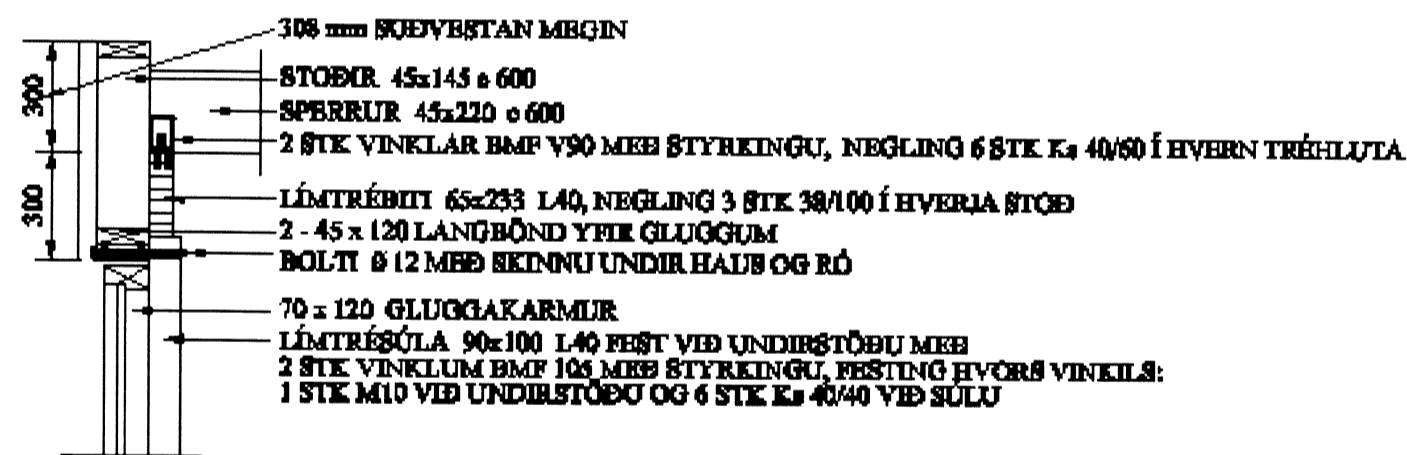 308 mm SUÐVESTAN MEGIN
STOÐIR 45x145 c 600
SPERRUR 45x220 c 600
2 STK VINKLAR BMF V90 MEÐ STYRKINGU, NEGLING 6 STK Ks 40/60 Í HVERN TRÉHLUTA
LÍMTRÉBITI 65x233 L40, NEGLING 3 STK 38/100 Í HVERJA STOÐ
2 - 45 x 120 LANGBÖND YFIR GLUGGUM
BOLTI Ø 12 MEÐ SKINNU UNDIR HAUS OG RÓ
70 x 120 GLUGGAKARMUR
LÍMTRÉSÚLA 90x100 L40 FEST VIÐ UNDIRSTÖÐU MEÐ
2 STK VINKLUM BMF 105 MEÐ STYRKINGU, FESTING HVORS VINKILS:
1 STK M10 VIÐ UNDIRSTÖÐU OG 6 STK Ks 40/40 VIÐ SÚLU
300
300